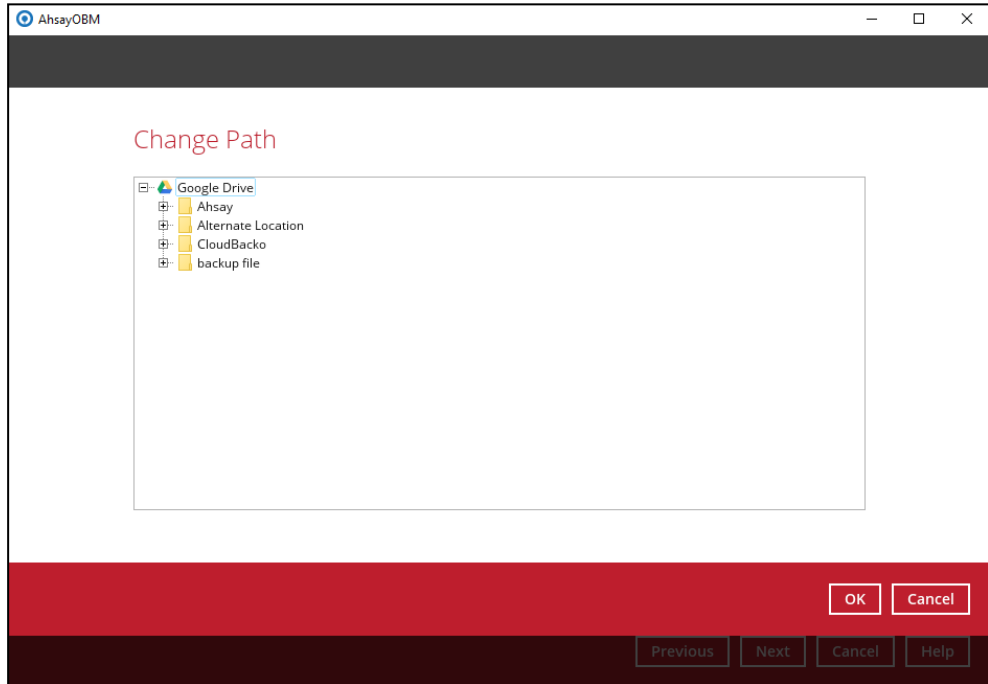 AhsayOBM
Change Path
Google Drive
Ahsay
Alternate Location
CloudBacko
backup file
OK Cancel
Previous Next Cancel Help